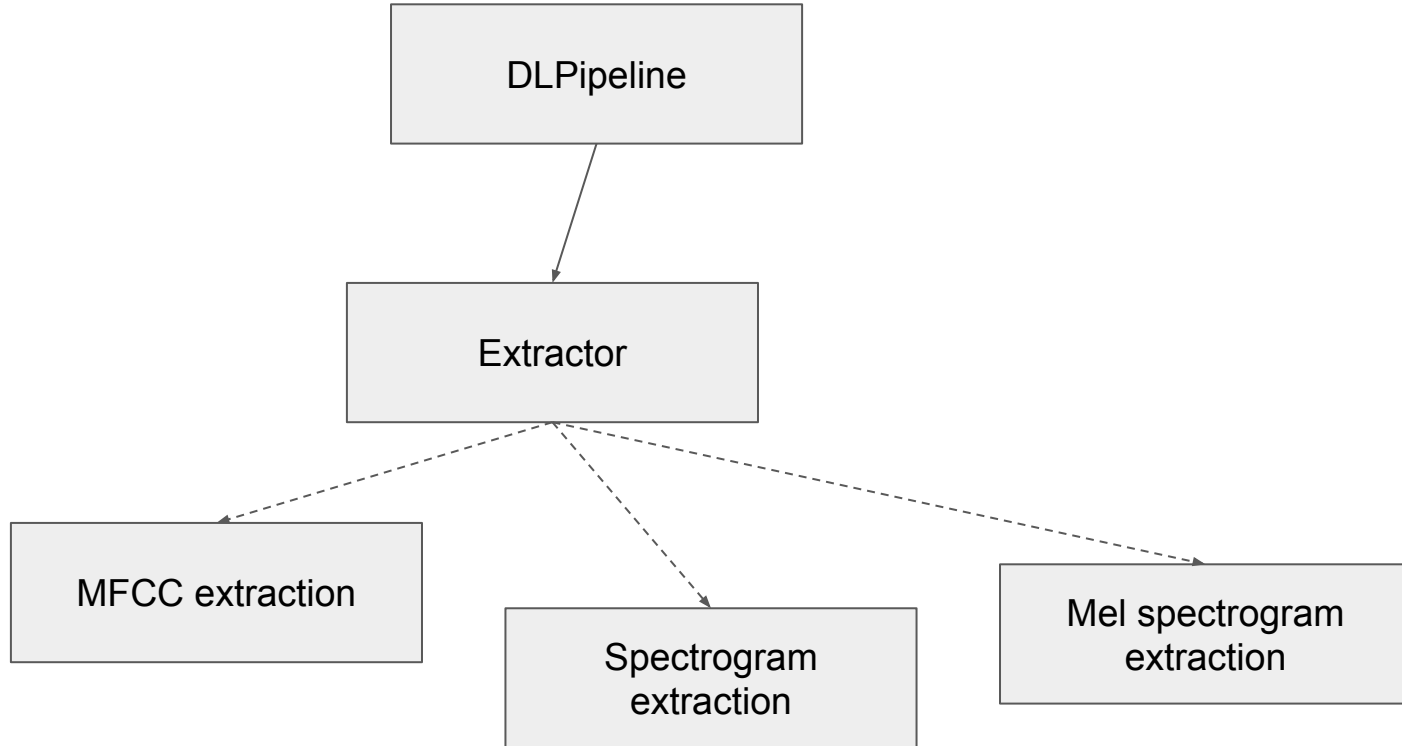 DLPipeline
Extractor
MFCC extraction
Spectrogram
extraction
Mel spectrogram
extraction